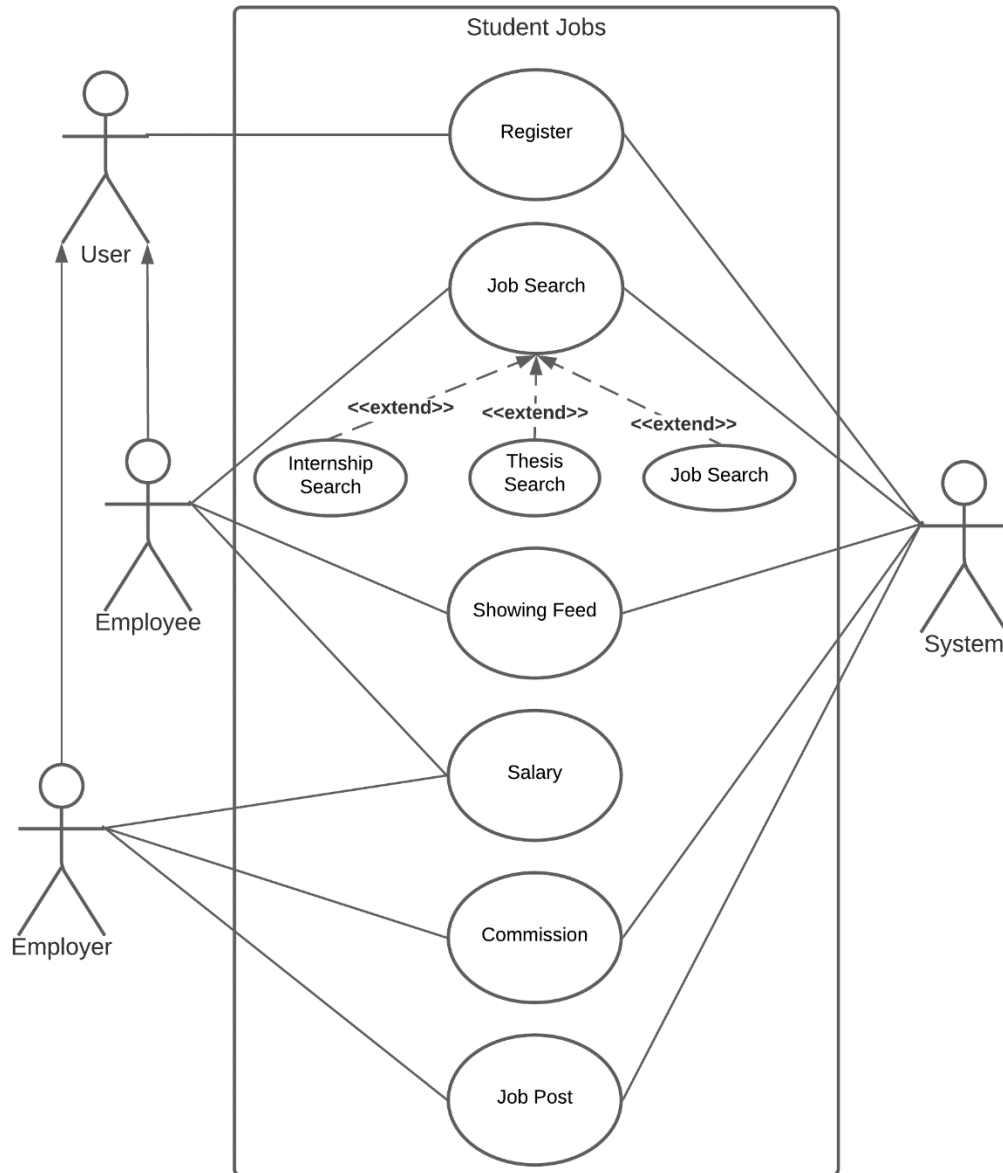 Student Jobs
Register
User
Job Search
<<extend>>
<<extend>>
<<extend>>
Internship
Search
Thesis
Search
Job Search
Employee
Showing Feed
System
Salary
Employer
Commission
Job Post